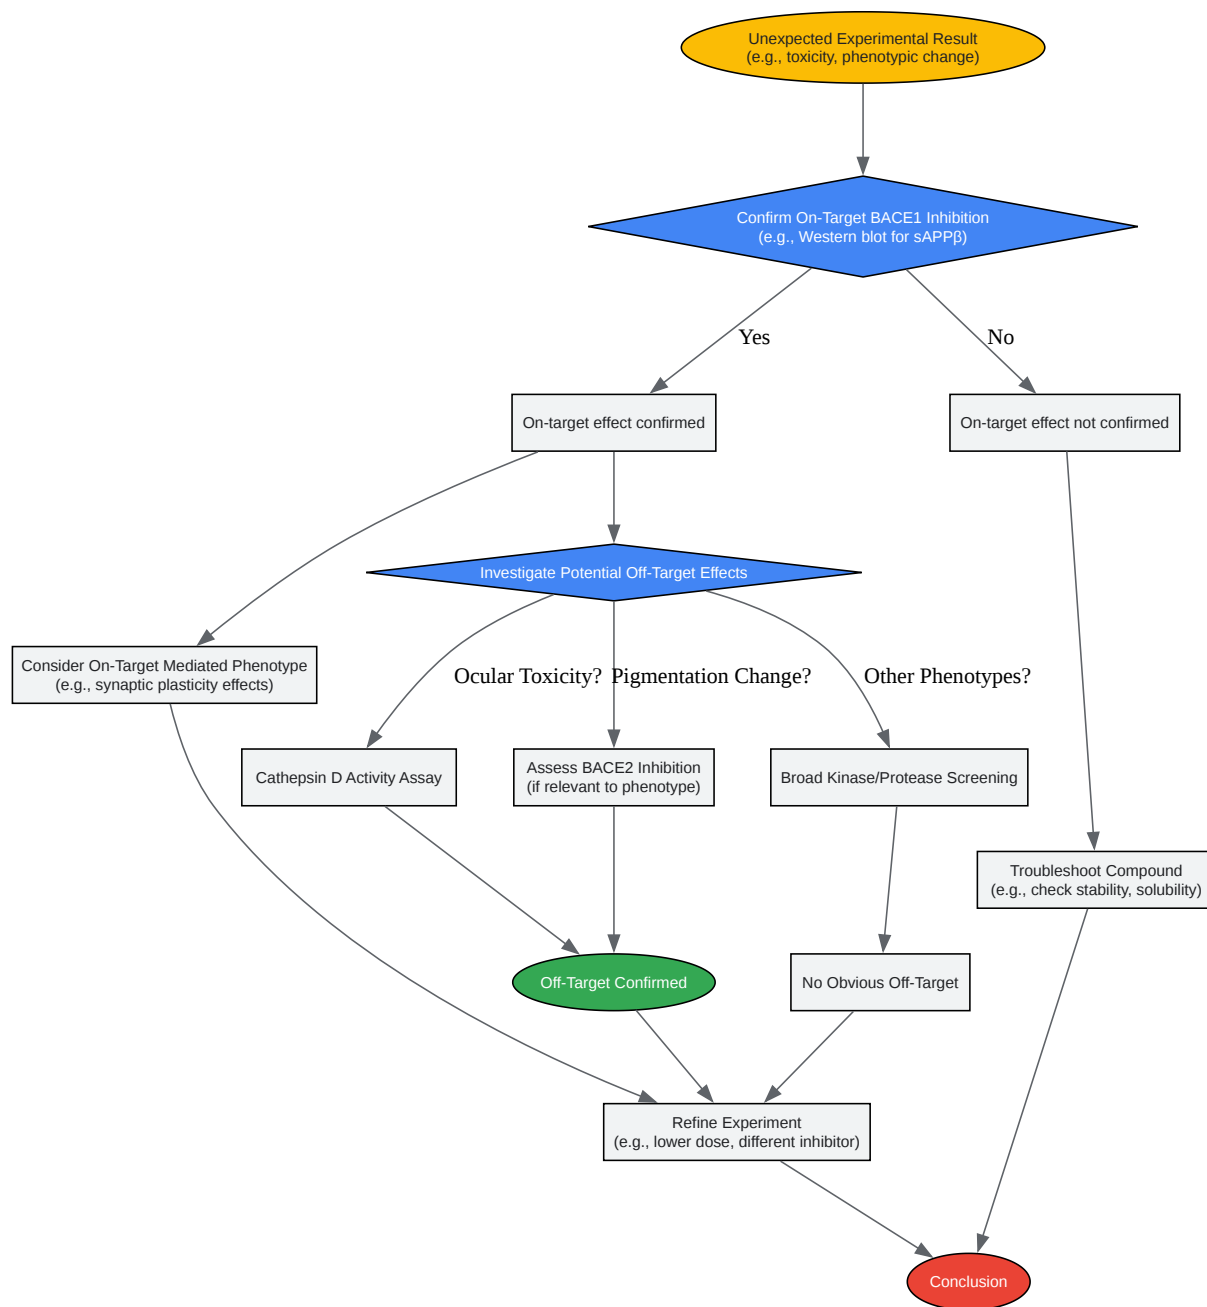 Unexpected Experimental Result
(e.g., toxicity, phenotypic change)
Confirm On-Target BACE1 Inhibition
(e.g., Western blot for sAPPβ)
Yes
No
On-target effect confirmed
On-target effect not confirmed
Investigate Potential Off-Target Effects
Consider On-Target Mediated Phenotype
(e.g., synaptic plasticity effects)
Ocular Toxicity?
Pigmentation Change?
Other Phenotypes?
Cathepsin D Activity Assay
Assess BACE2 Inhibition
(if relevant to phenotype)
Broad Kinase/Protease Screening
Troubleshoot Compound
(e.g., check stability, solubility)
Off-Target Confirmed
No Obvious Off-Target
Refine Experiment
(e.g., lower dose, different inhibitor)
Conclusion